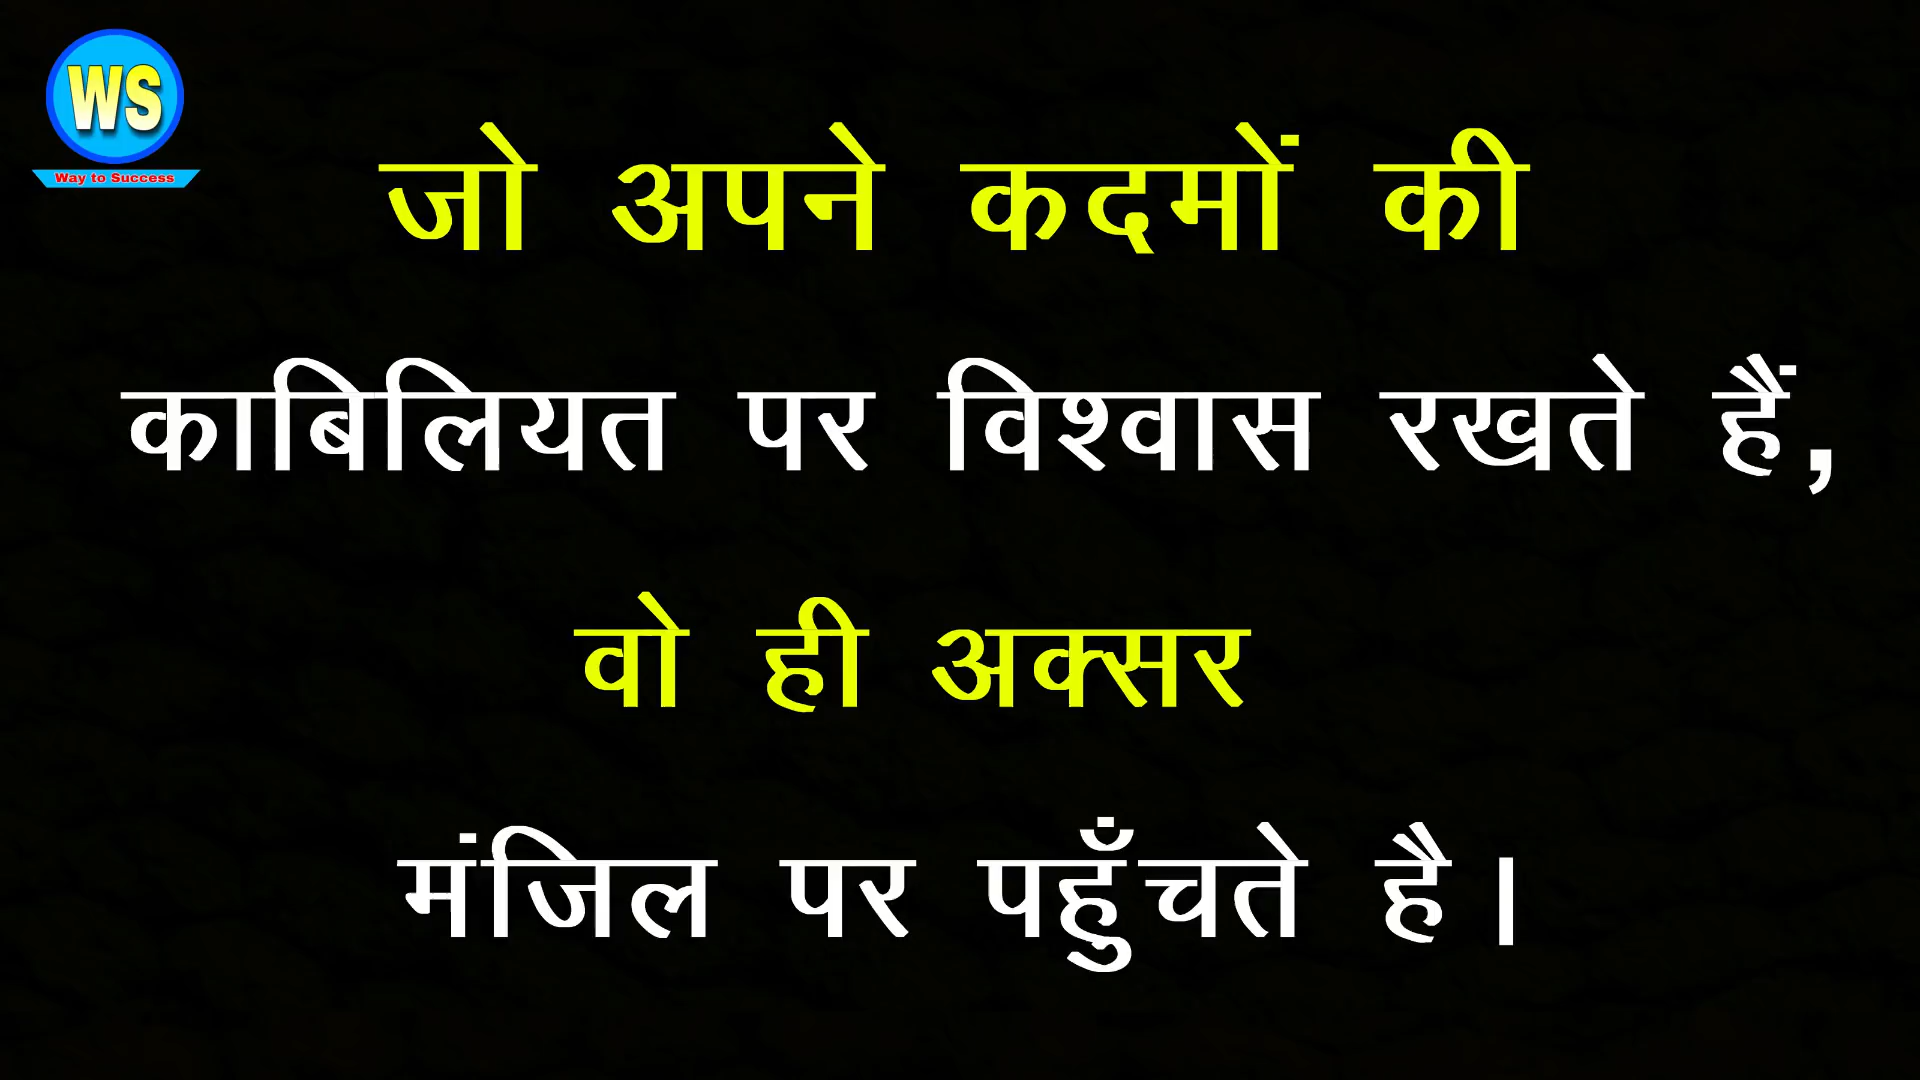 WS
Way to Success
जो अपने कदमों की
काबिलियत पर विश्वास रखते हैं,
वो ही अक्सर
मंजिल पर पहुँचते है।